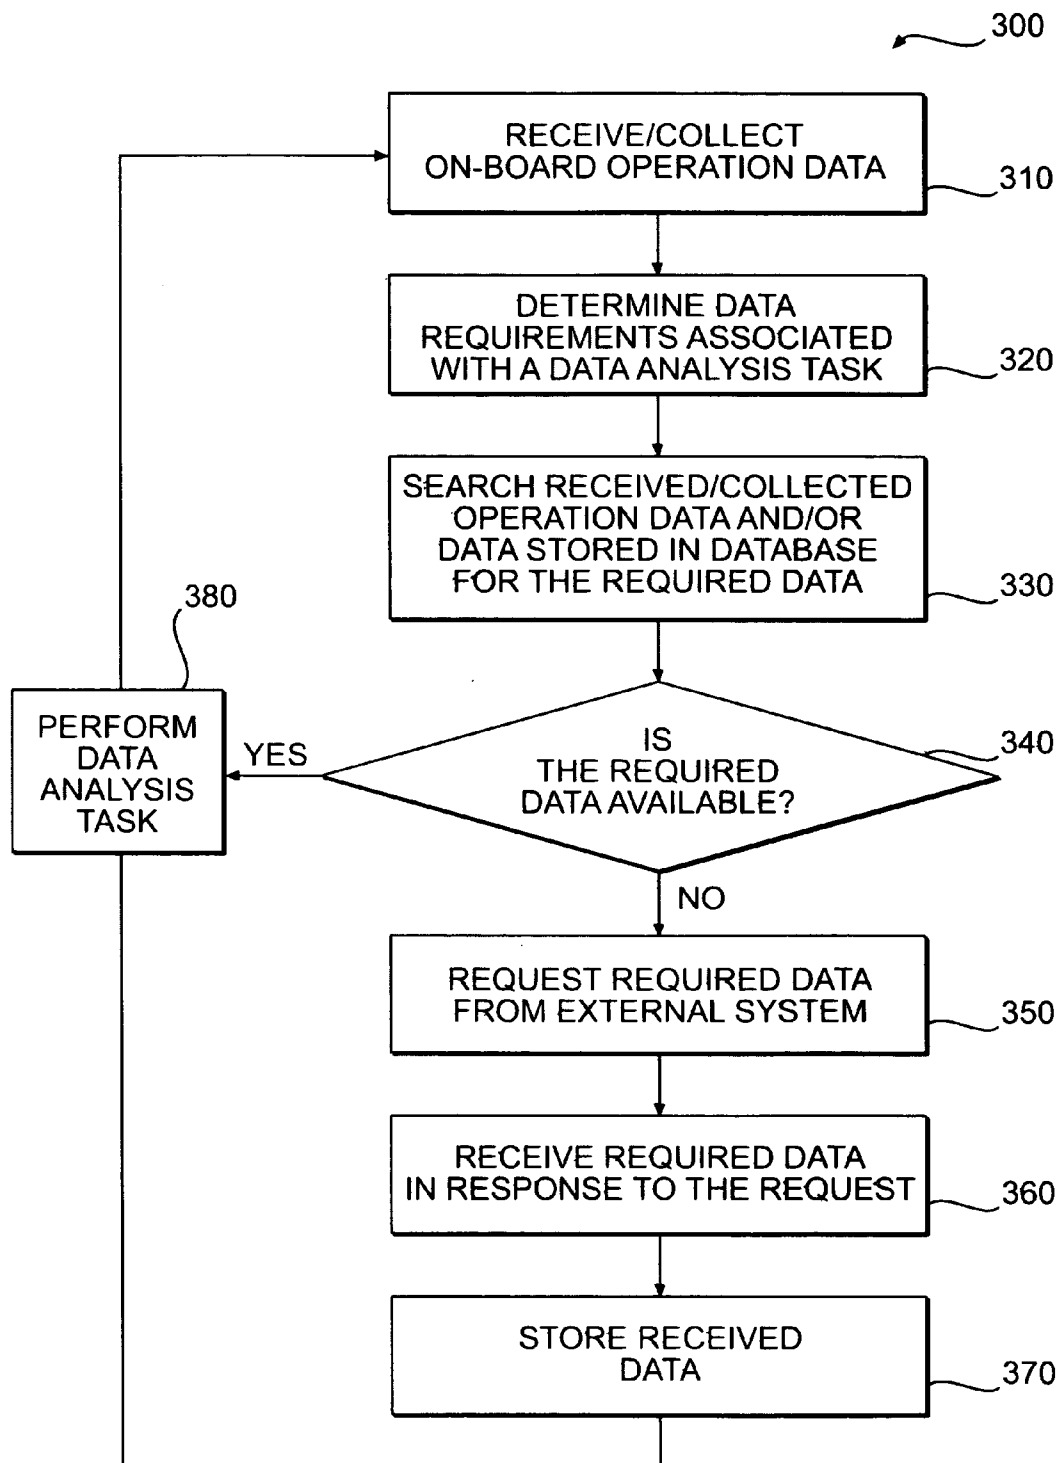 300
RECEIVE/COLLECT
ON-BOARD OPERATION DATA
310
DETERMINE DATA
REQUIREMENTS ASSOCIATED
WITH A DATA ANALYSIS TASK
320
SEARCH RECEIVED/COLLECTED
OPERATION DATA AND/OR
DATA STORED IN DATABASE
FOR THE REQUIRED DATA
330
380
PERFORM
DATA
ANALYSIS
TASK
YES
IS
THE REQUIRED
DATA AVAILABLE?
340
NO
REQUEST REQUIRED DATA
FROM EXTERNAL SYSTEM
350
RECEIVE REQUIRED DATA
IN RESPONSE TO THE REQUEST
360
STORE RECEIVED
DATA
370